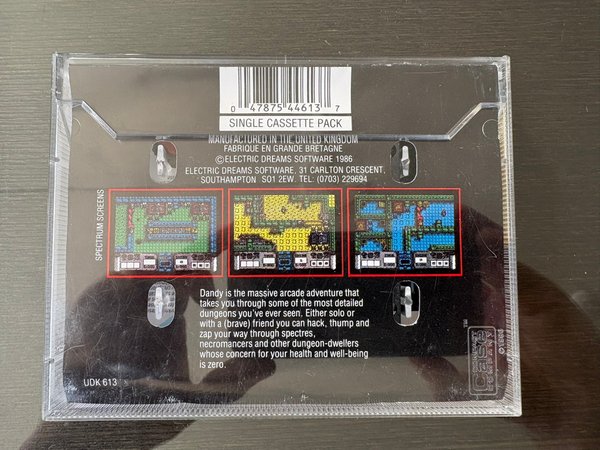 0 47875 44613 7
SINGLE CASSETTE PACK
MANUFACTURED IN THE UNITED KINGDOM
FABRIQUE EN GRANDE BRETAGNE
©ELECTRIC DREAMS SOFTWARE 1986
ELECTRIC DREAMS SOFTWARE, 31 CARLTON CRESCENT,
SOUTHAMPTON SO1 2EW. TEL: (0703) 229694
SPECTRUM SCREENS
Dandy is the massive arcade adventure that
takes you through some of the most detailed
dungeons you've ever seen. Either solo or
with a (brave) friend you can hack, thump and
zap your way through spectres,
necromancers and other dungeon-dwellers
whose concern for your health and well-being
is zero.
UDK 613